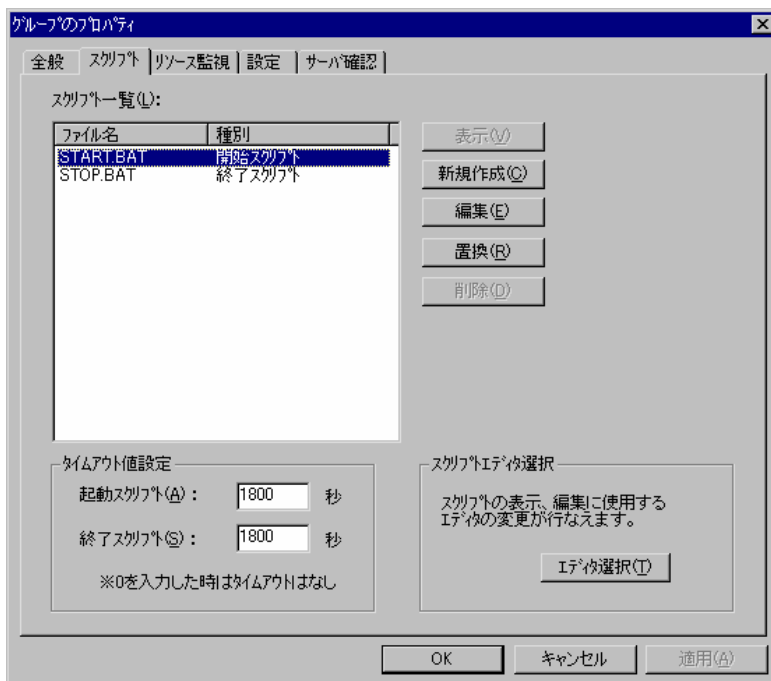 グループのプロパティ
全般 スクリプト リソース監視 設定 サーバ確認
スクリプト一覧(L):
ファイル名 種別
START.BAT 開始スクリプト
STOP.BAT 終了スクリプト
表示(V)
新規作成(C)
編集(E)
置換(R)
削除(D)
タイムアウト値設定
起動スクリプト(A): 1800 秒
終了スクリプト(S): 1800 秒
※0を入力した時はタイムアウトはなし
スクリプトエディタ選択
スクリプトの表示、編集に使用する
エディタの変更が行なえます。
エディタ選択(T)
OK キャンセル 適用(A)